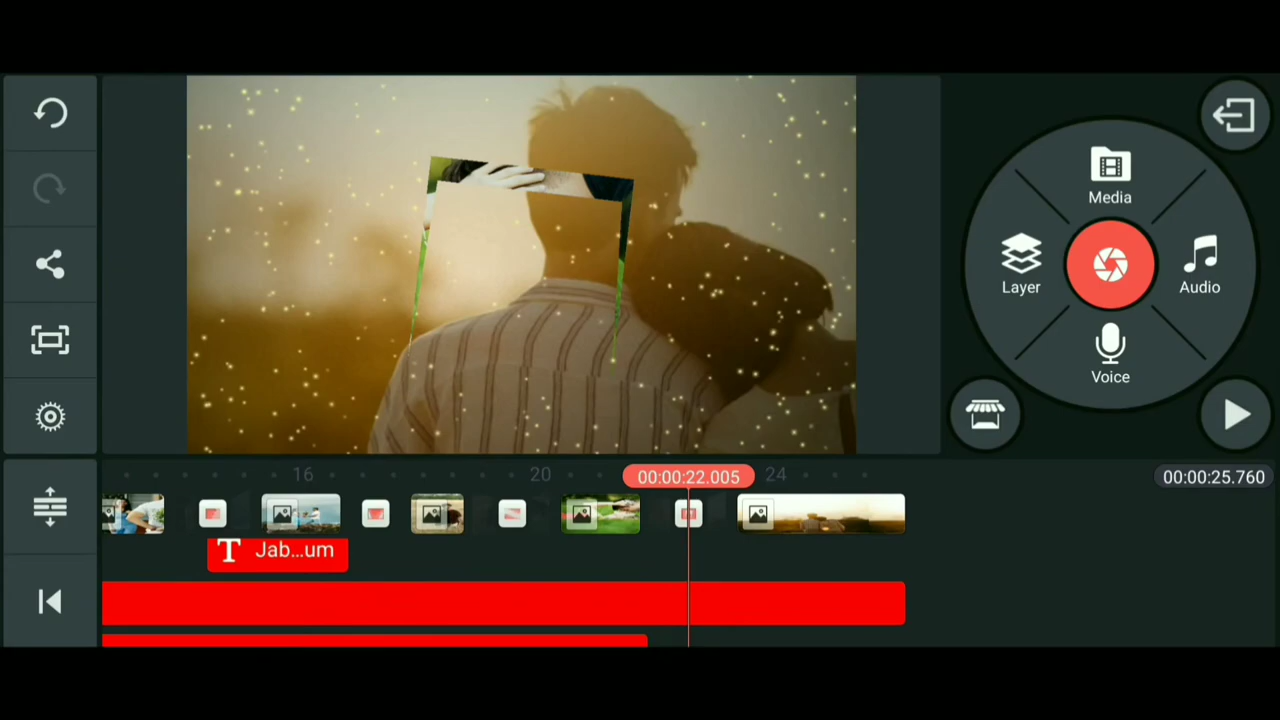 Media
Layer
Audio
Voice
16
20
00:00:22.005
24
00:00:25.760
T Jab...um